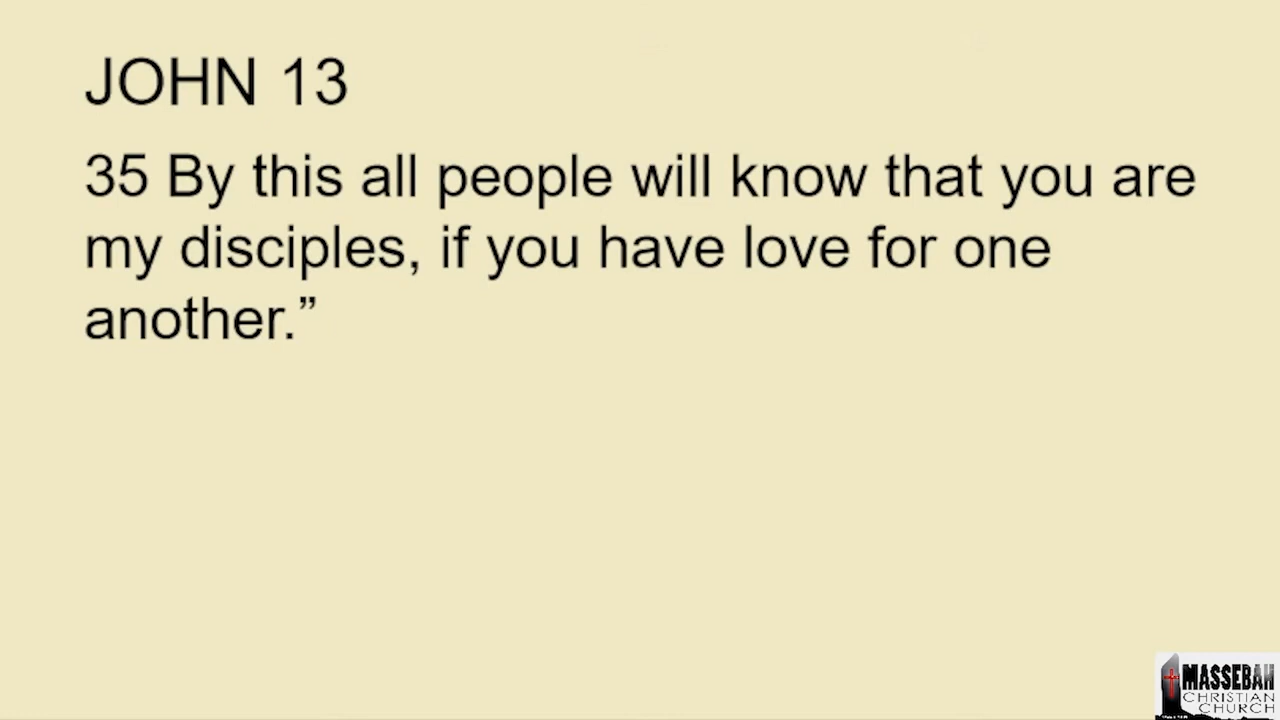 JOHN 13
35 By this all people will know that you are
my disciples, if you have love for one
another.”
MASSEBAH
CHRISTIAN
CHURCH